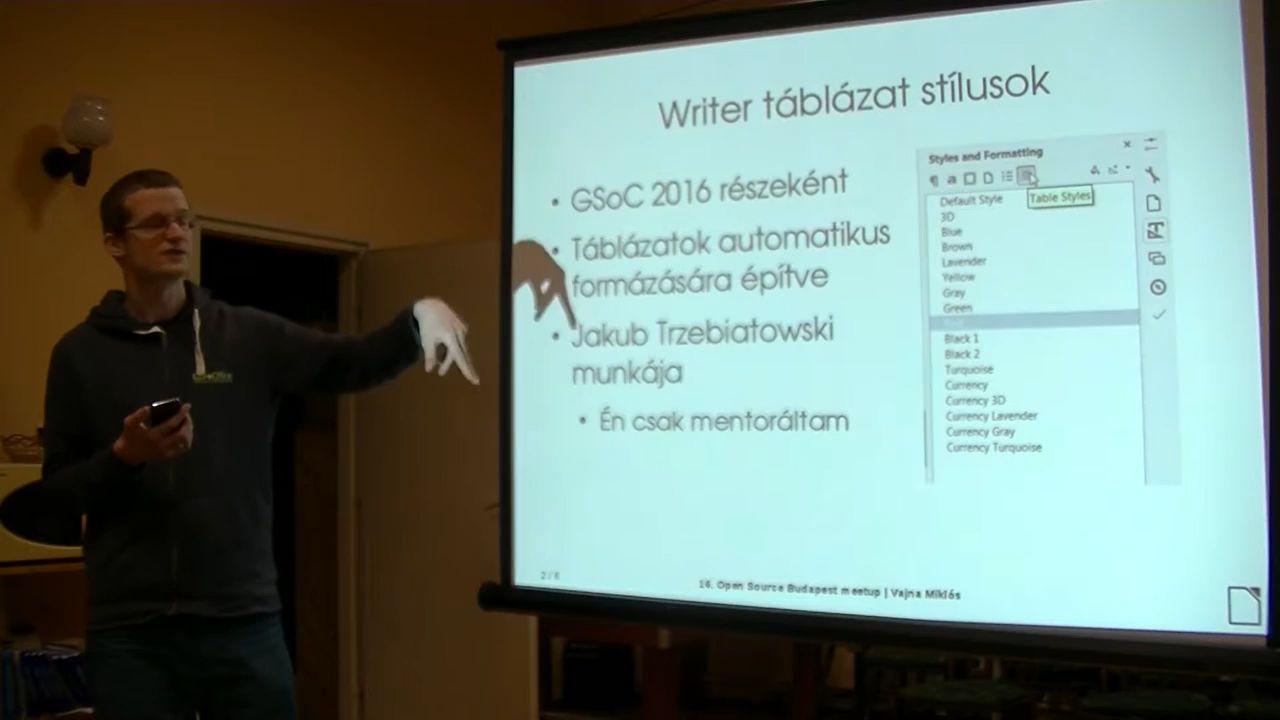 Writer táblázat stílusok
• GSoC 2016 részeként
• Táblázatok automatikus
formázására építve
• Jakub Trzebiatowski
munkája
• Én csak mentoráltam
Styles and Formatting
Table Styles
Default Style
3D
Blue
Brown
Lavender
Yellow
Gray
Green
Black 1
Black 2
Turquoise
Currency
Currency 3D
Currency Lavender
Currency Gray
Currency Turquoise
16. Open Source Budapest meetup | Vajna Miklós